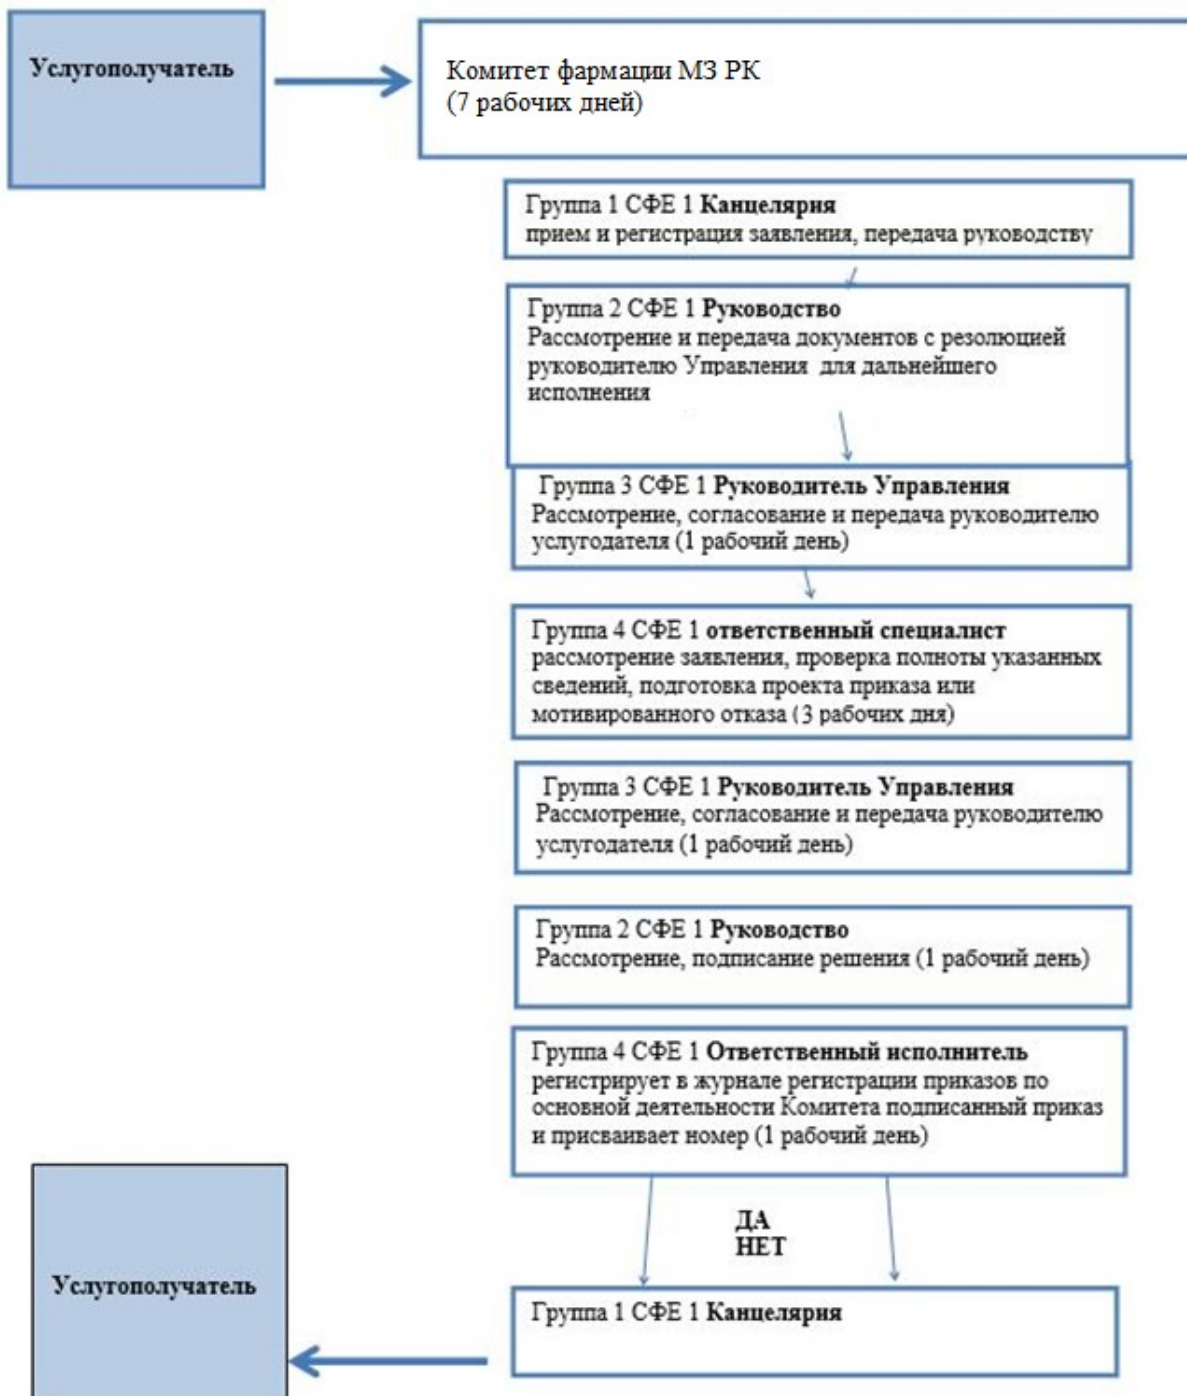 Услугополучатель
Комитет фармации МЗ РК
(7 рабочих дней)
Группа 1 СФЕ 1 Канцелярия
прием и регистрация заявления, передача руководству
Группа 2 СФЕ 1 Руководство
Рассмотрение и передача документов с резолюцией
руководителю Управления для дальнейшего
исполнения
Группа 3 СФЕ 1 Руководитель Управления
Рассмотрение, согласование и передача руководителю
услугодателя (1 рабочий день)
Группа 4 СФЕ 1 ответственный специалист
рассмотрение заявления, проверка полноты указанных
сведений, подготовка проекта приказа или
мотивированного отказа (3 рабочих дня)
Группа 3 СФЕ 1 Руководитель Управления
Рассмотрение, согласование и передача руководителю
услугодателя (1 рабочий день)
Группа 2 СФЕ 1 Руководство
Рассмотрение, подписание решения (1 рабочий день)
Группа 4 СФЕ 1 Ответственный исполнитель
регистрирует в журнале регистрации приказов по
основной деятельности Комитета подписанный приказ
и присваивает номер (1 рабочий день)
ДА
НЕТ
Услугополучатель
Группа 1 СФЕ 1 Канцелярия